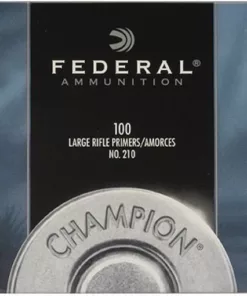 FEDERAL
AMMUNITION
100
LARGE RIFLE PRIMERS/AMORCES
NO. 210
CHAMPION